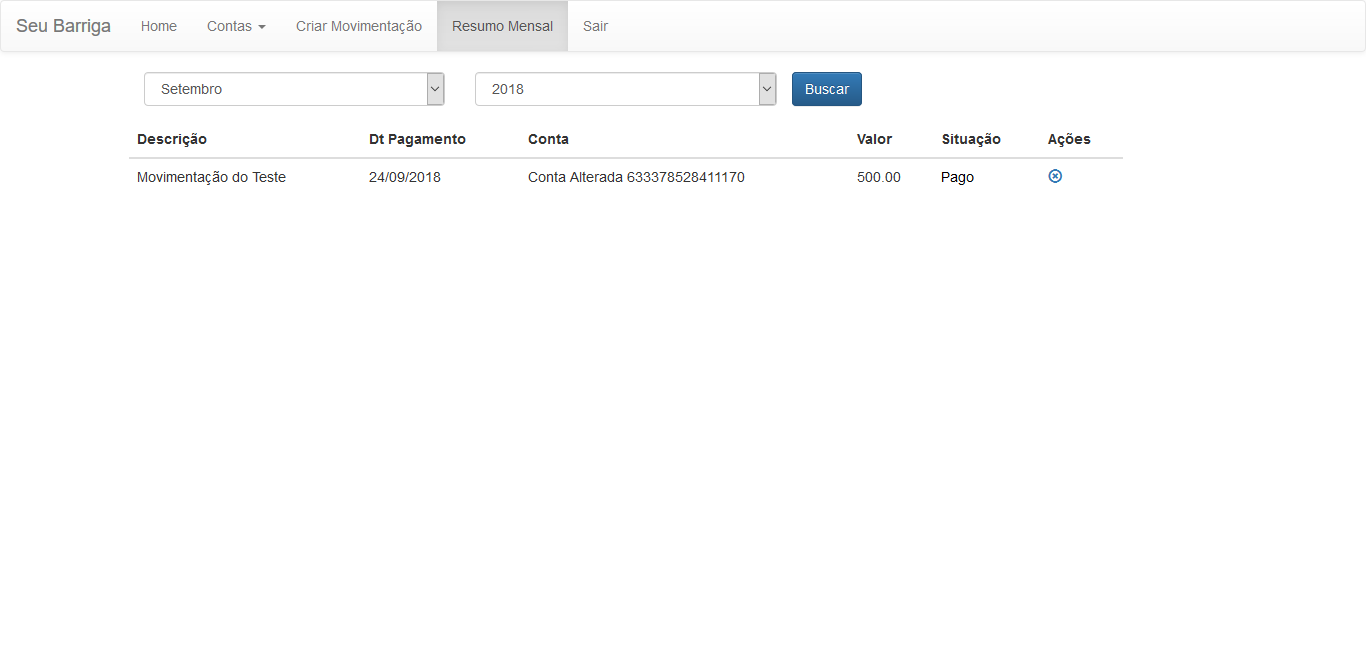 Seu Barriga Home Contas Criar Movimentação Resumo Mensal Sair
Setembro 2018 Buscar
Descrição Dt Pagamento Conta Valor Situação Ações
Movimentação do Teste 24/09/2018 Conta Alterada 633378528411170 500.00 Pago